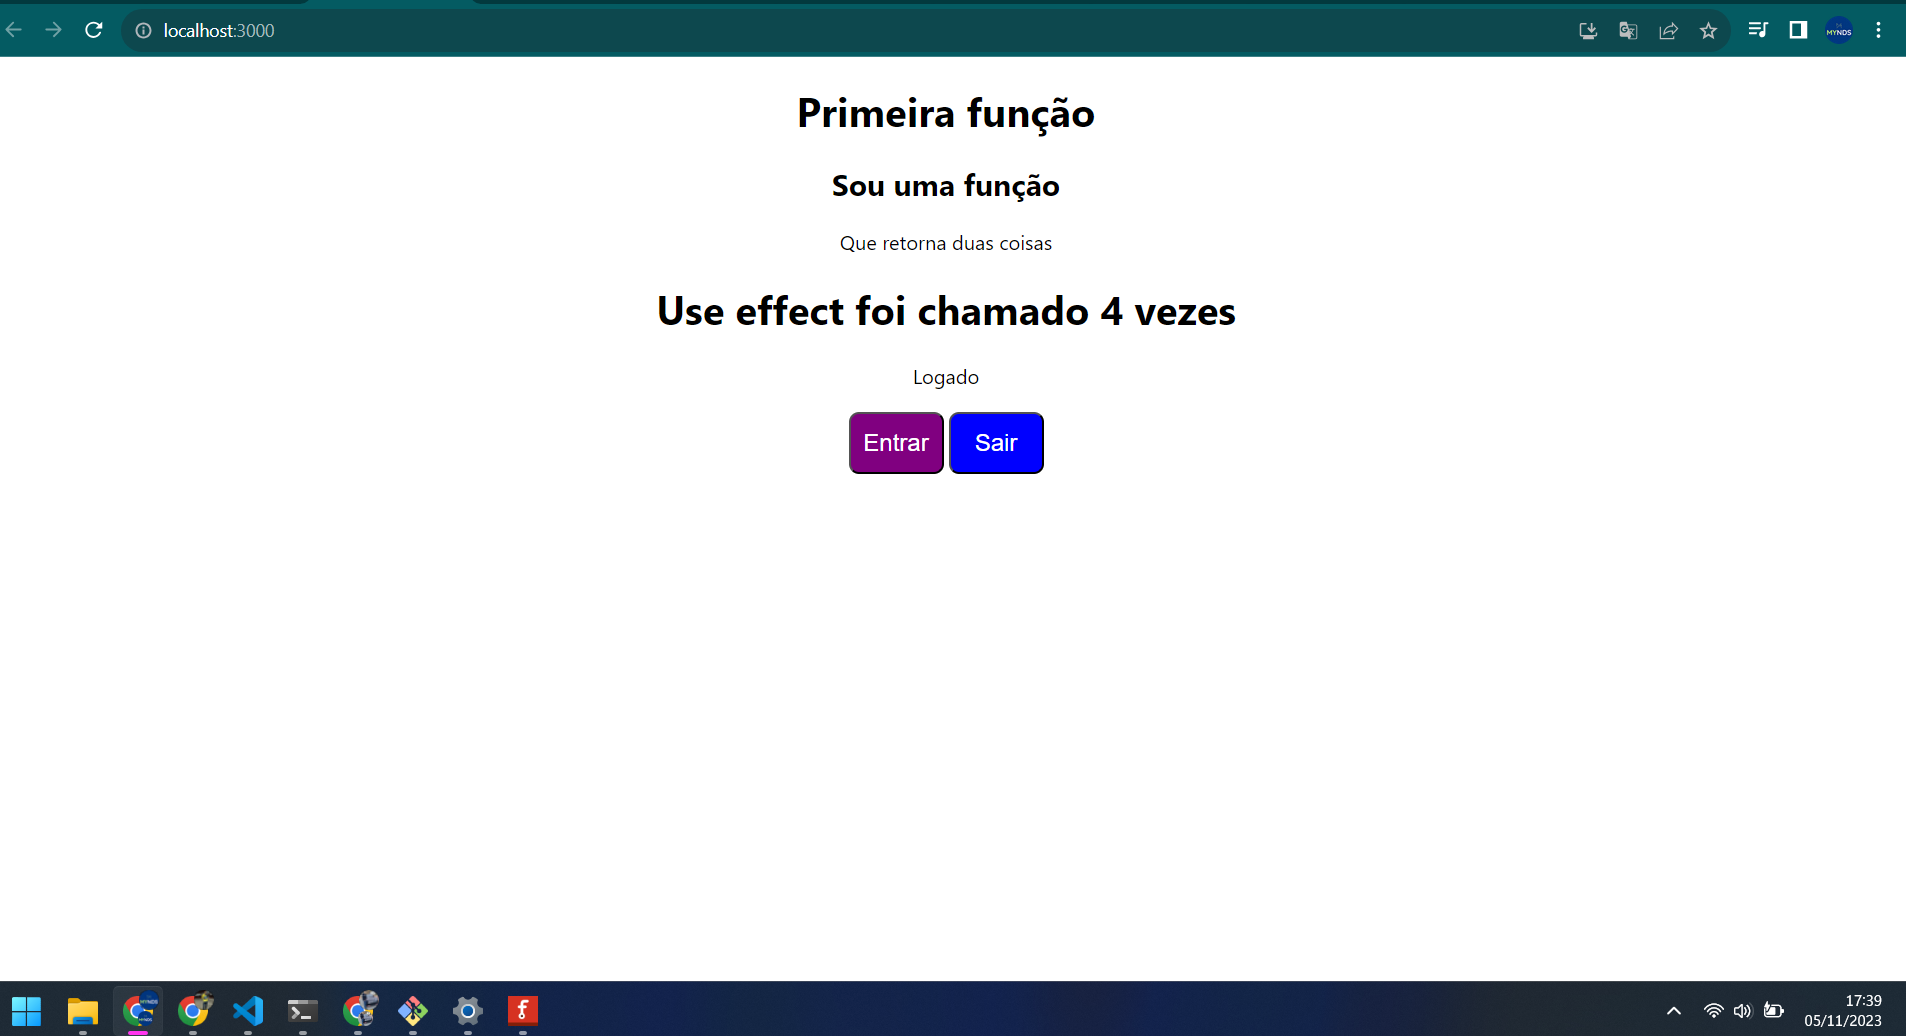 localhost:3000
MYNDS
Primeira função
Sou uma função
Que retorna duas coisas
Use effect foi chamado 4 vezes
Logado
Entrar Sair
17:39
05/11/2023